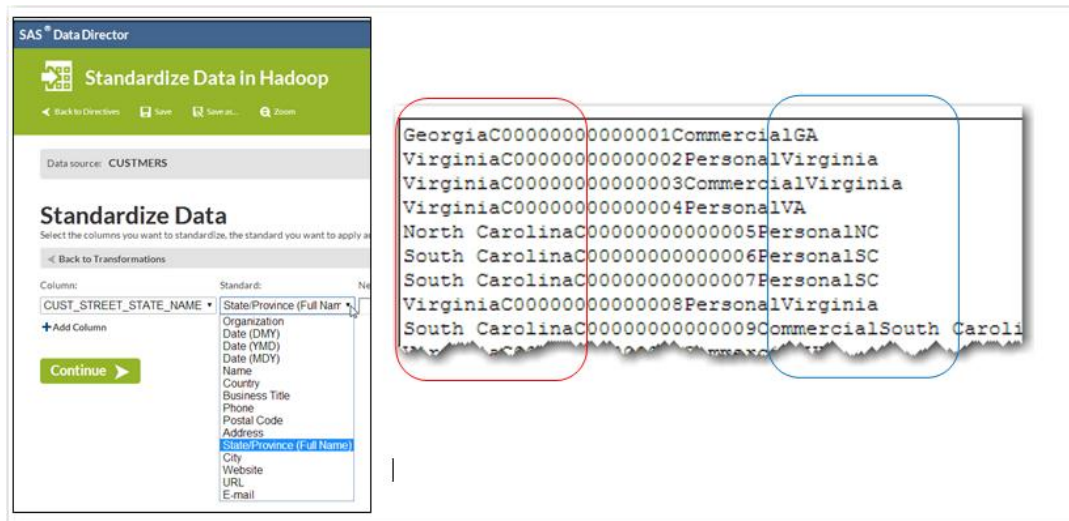 SAS® Data Director
Standardize Data in Hadoop
Back to Directives Save Save as... Zoom
Data source: CUSTMERS
Standardize Data
Select the columns you want to standardize, the standard you want to apply a
Back to Transformations
Column: Standard: Ne
CUST_STREET_STATE_NAME State/Province (Full Nam
+Add Column
Organization
Date (DMY)
Date (YMD)
Date (MDY)
Name
Country
Business Title
Phone
Postal Code
Address
State/Province (Full Name)
City
Website
URL
E-mail
Continue
GeorgiaC00000000000001CommercialGA
VirginiaC00000000000002PersonalVirginia
VirginiaC00000000000003CommercialVirginia
VirginiaC00000000000004PersonalVA
North CarolinaC00000000000005PersonalNC
South CarolinaC00000000000006PersonalSC
South CarolinaC00000000000007PersonalSC
VirginiaC00000000000008PersonalVirginia
South CarolinaC00000000000009CommercialSouth Caroli